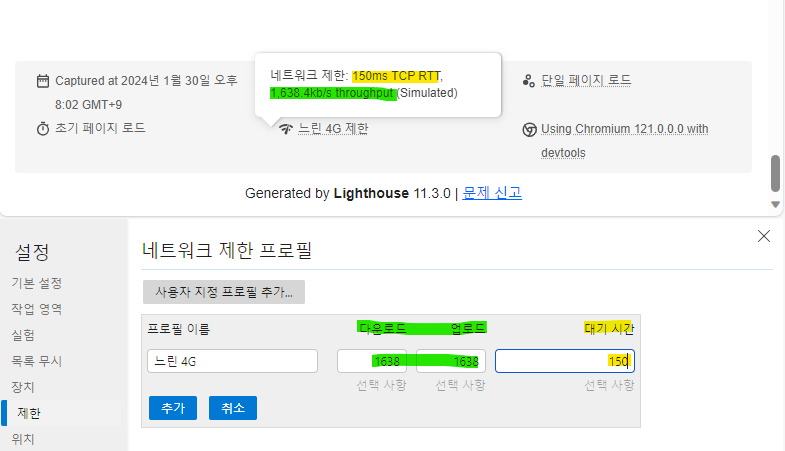 네트워크 제한: 150ms TCP RTT,
1,638.4kb/s throughput (Simulated)
Captured at 2024년 1월 30일 오후
8:02 GMT+9
단일 페이지 로드
초기 페이지 로드
느린 4G 제한
Using Chromium 121.0.0.0 with
devtools
Generated by Lighthouse 11.3.0 | 문제 신고
설정
기본 설정
작업 영역
실험
목록 무시
장치
제한
위치
네트워크 제한 프로필
사용자 지정 프로필 추가...
프로필 이름 다운로드 업로드 대기 시간
느린 4G 1638 1638 150
선택 사항 선택 사항 선택 사항
추가 취소